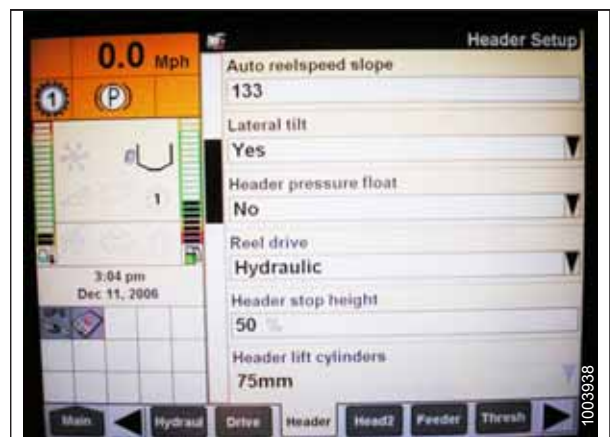 0.0 Mph
Header Setup
1
(P)
Auto reelspeed slope
133
Lateral tilt
Yes
1
Header pressure float
No
3:04 pm
Dec 11, 2006
Reel drive
Hydraulic
Header stop height
50 %
Header lift cylinders
75mm
Main
Hydraul
Drive
Header
Head2
Feeder
Thresh
1003938